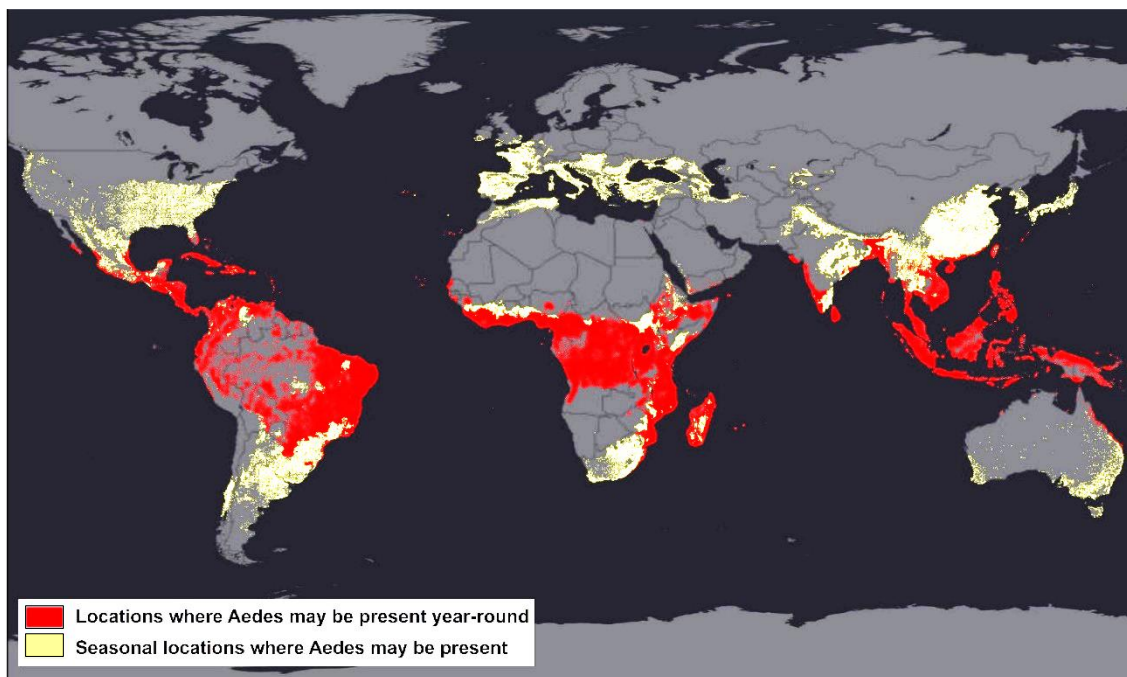 Locations where Aedes may be present year-round
Seasonal locations where Aedes may be present